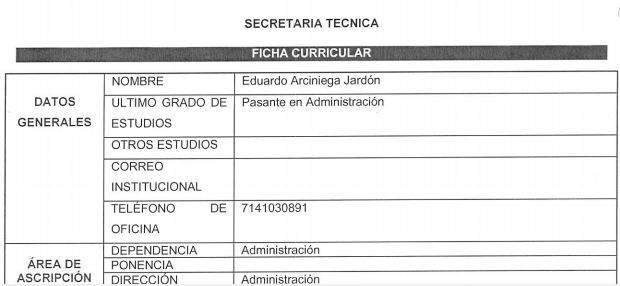 SECRETARIA TECNICA
FICHA CURRICULAR
DATOS GENERALES
NOMBRE Eduardo Arciniega Jardón
ULTIMO GRADO DE ESTUDIOS Pasante en Administración
OTROS ESTUDIOS
CORREO INSTITUCIONAL
TELÉFONO DE OFICINA 7141030891
ÁREA DE ASCRIPCIÓN
DEPENDENCIA Administración
PONENCIA
DIRECCIÓN Administración